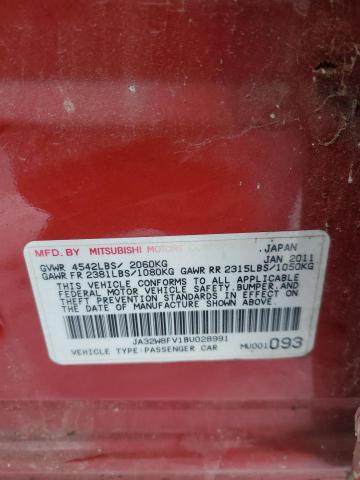 MFD. BY MITSUBISHI MOTORS JAPAN
GVWR 4542LBS/ 2060KG JAN 2011
GAWR FR 2381LBS/1080KG GAWR RR 2315LBS/1050KG
THIS VEHICLE CONFORMS TO ALL APPLICABLE
FEDERAL MOTOR VEHICLE SAFETY,BUMPER,AND
THEFT PREVENTION STANDARDS IN EFFECT ON THE
DATE OF MANUFACTURE SHOWN ABOVE.
JA32W8FV1BU028991
VEHICLE TYPE:PASSENGER CAR MU001 093